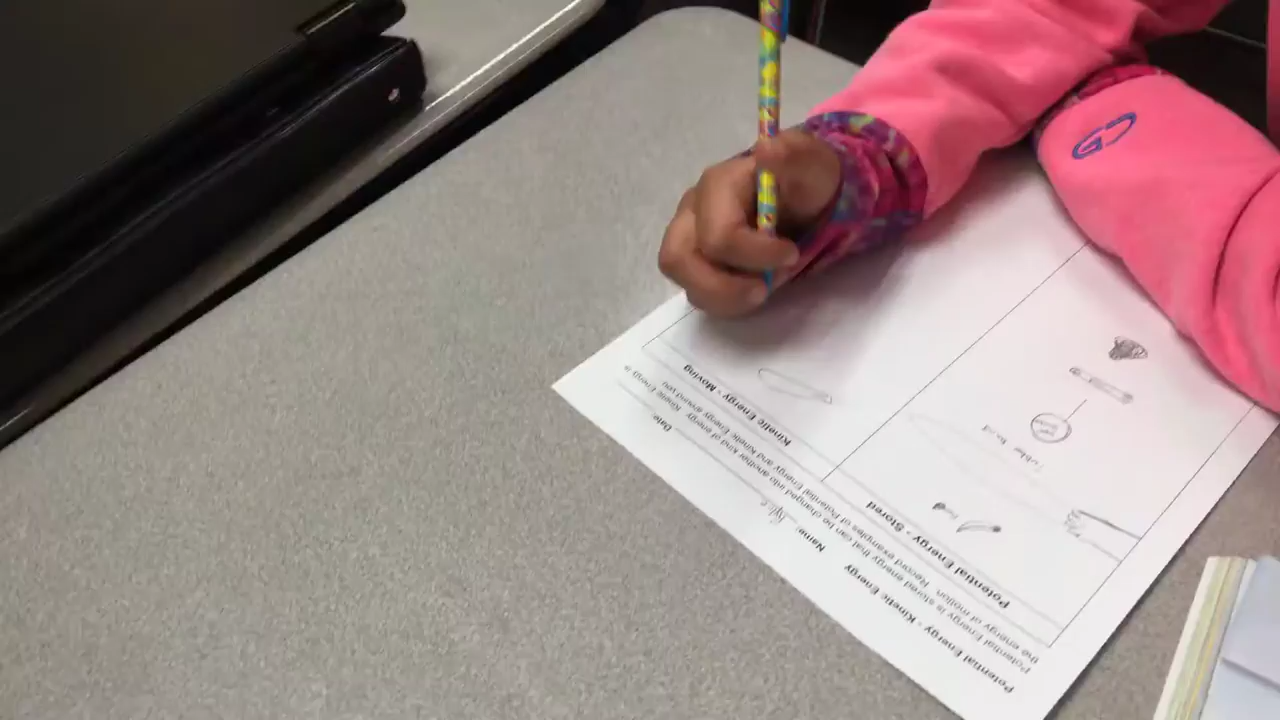 Potential Energy - Kinetic Energy
Name: Date
Potential Energy is stored energy that can be changed into another kind of energy. Kinetic Energy is
the energy of motion. Record examples of Potential Energy and Kinetic Energy around you
Potential Energy - Stored
Kinetic Energy - Moving